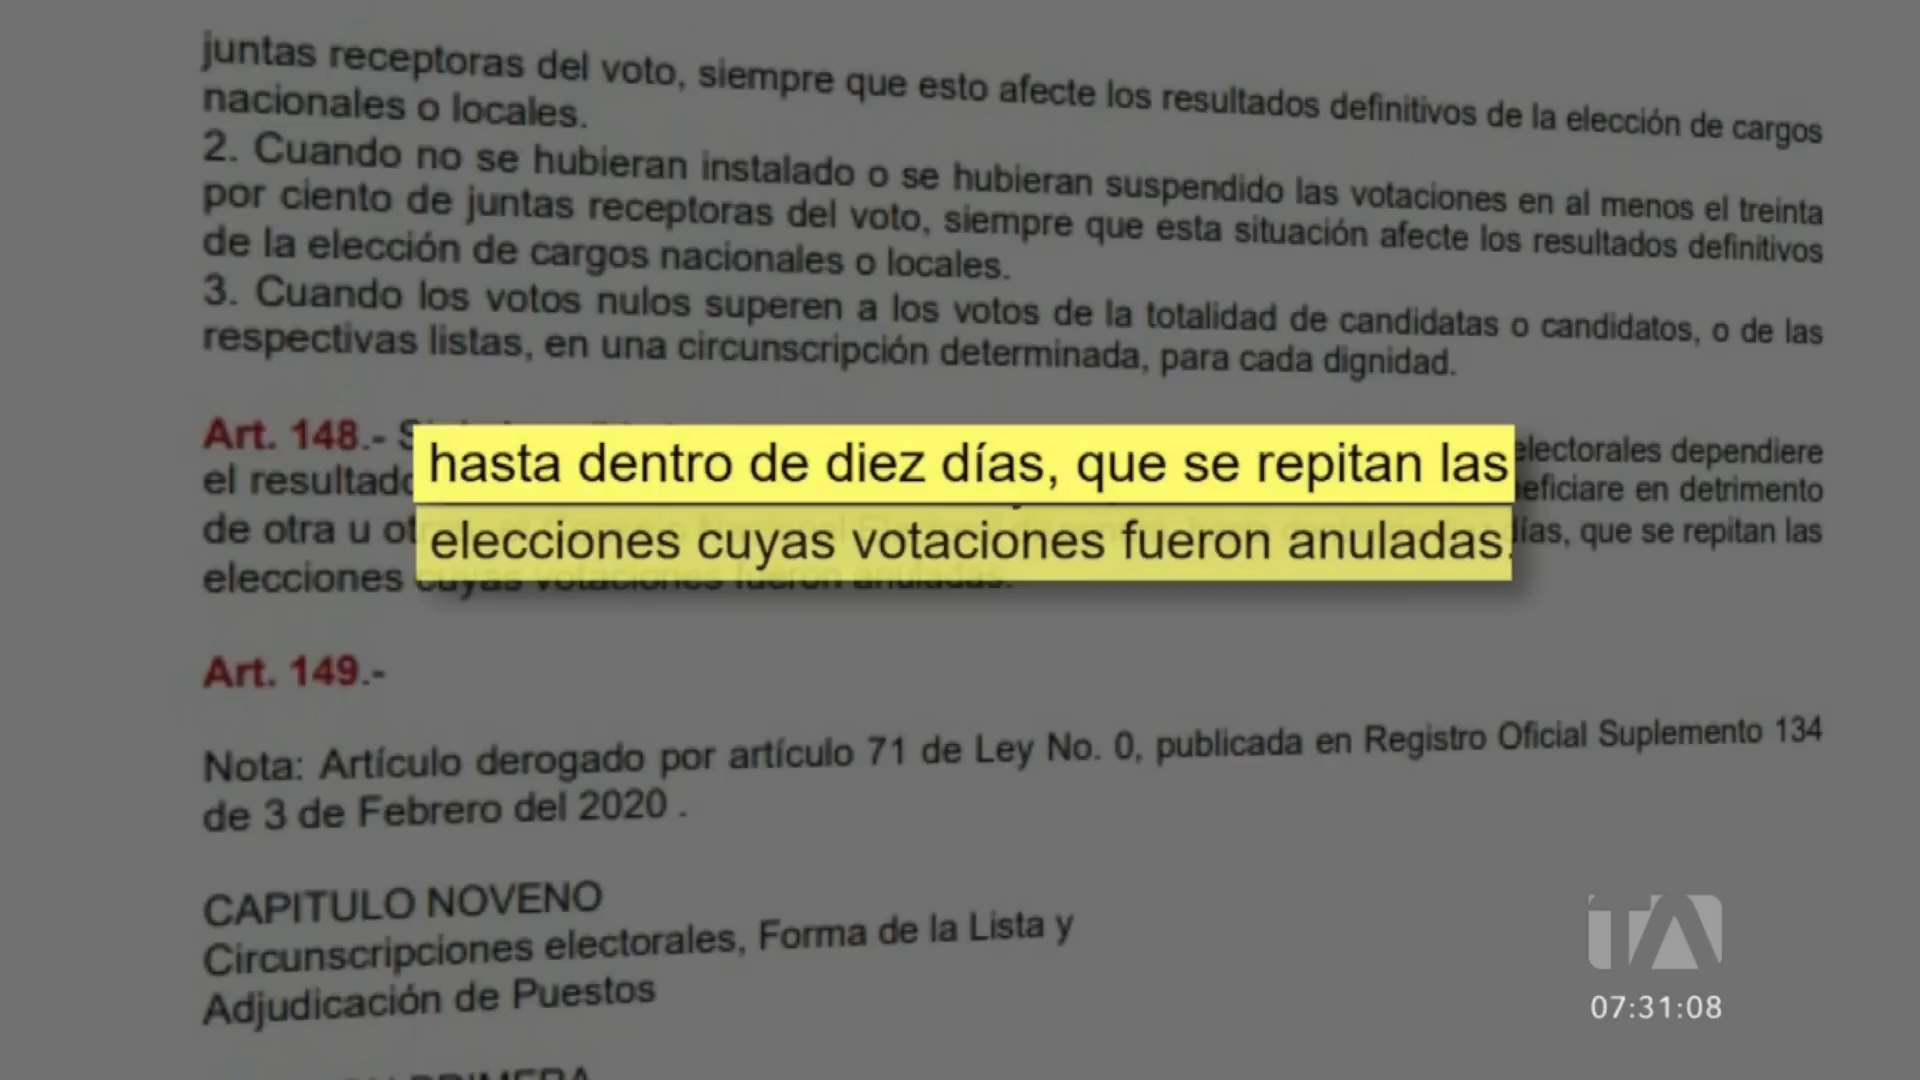 juntas receptoras del voto, siempre que esto afecte los resultados definitivos de la elección de cargos
nacionales o locales.
2. Cuando no se hubieran instalado o se hubieran suspendido las votaciones en al menos el treinta
por ciento de juntas receptoras del voto, siempre que esta situación afecte los resultados definitivos
de la elección de cargos nacionales o locales.
3. Cuando los votos nulos superen a los votos de la totalidad de candidatas o candidatos, o de las
respectivas listas, en una circunscripción determinada, para cada dignidad.
Art. 148.- electorales dependiere
hasta dentro de diez días, que se repitan las
el en detrimento
de otra u días, que se repitan las
elecciones cuyas votaciones fueron anuladas.
elecciones cuyas votaciones fueron anuladas.
Art. 149.-
Nota: Artículo derogado por artículo 71 de Ley No. 0, publicada en Registro Oficial Suplemento 134
de 3 de Febrero del 2020 .
CAPITULO NOVENO
Circunscripciones electorales, Forma de la Lista y
Adjudicación de Puestos
PRIMERA
TA
07:31:08